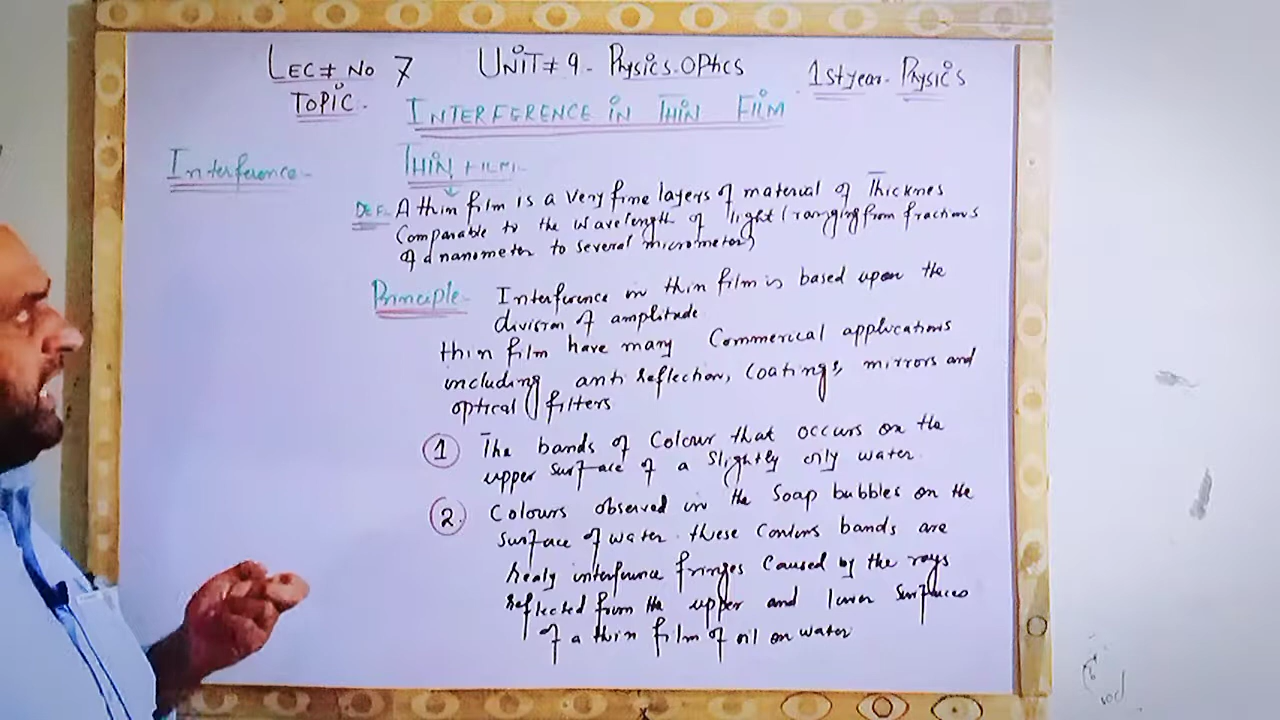 LEC# NO 7 UNIT# 9 - Physics-Optics 1st year - Physics
TOPIC -
INTERFERENCE IN THIN FILM
Interference - THIN FILM -
DEF - A thin film is a very fine layers of material of Thicknes
Comparable to the wavelength of light (ranging from fractions
of a nanometer to several micrometer)
Principle - Interference in thin film is based upon the
division of amplitude
thin film have many Commerical applications
including anti reflection, coatings, mirrors and
optical filters
1 The bands of Colour that occurs on the
upper surface of a slightly oily water
2. Colours observed in the Soap bubbles on the
surface of water. these bands are
realy interference fringes Caused by the rays
reflected from the upper and lower surfaces
of a thin film of oil on water